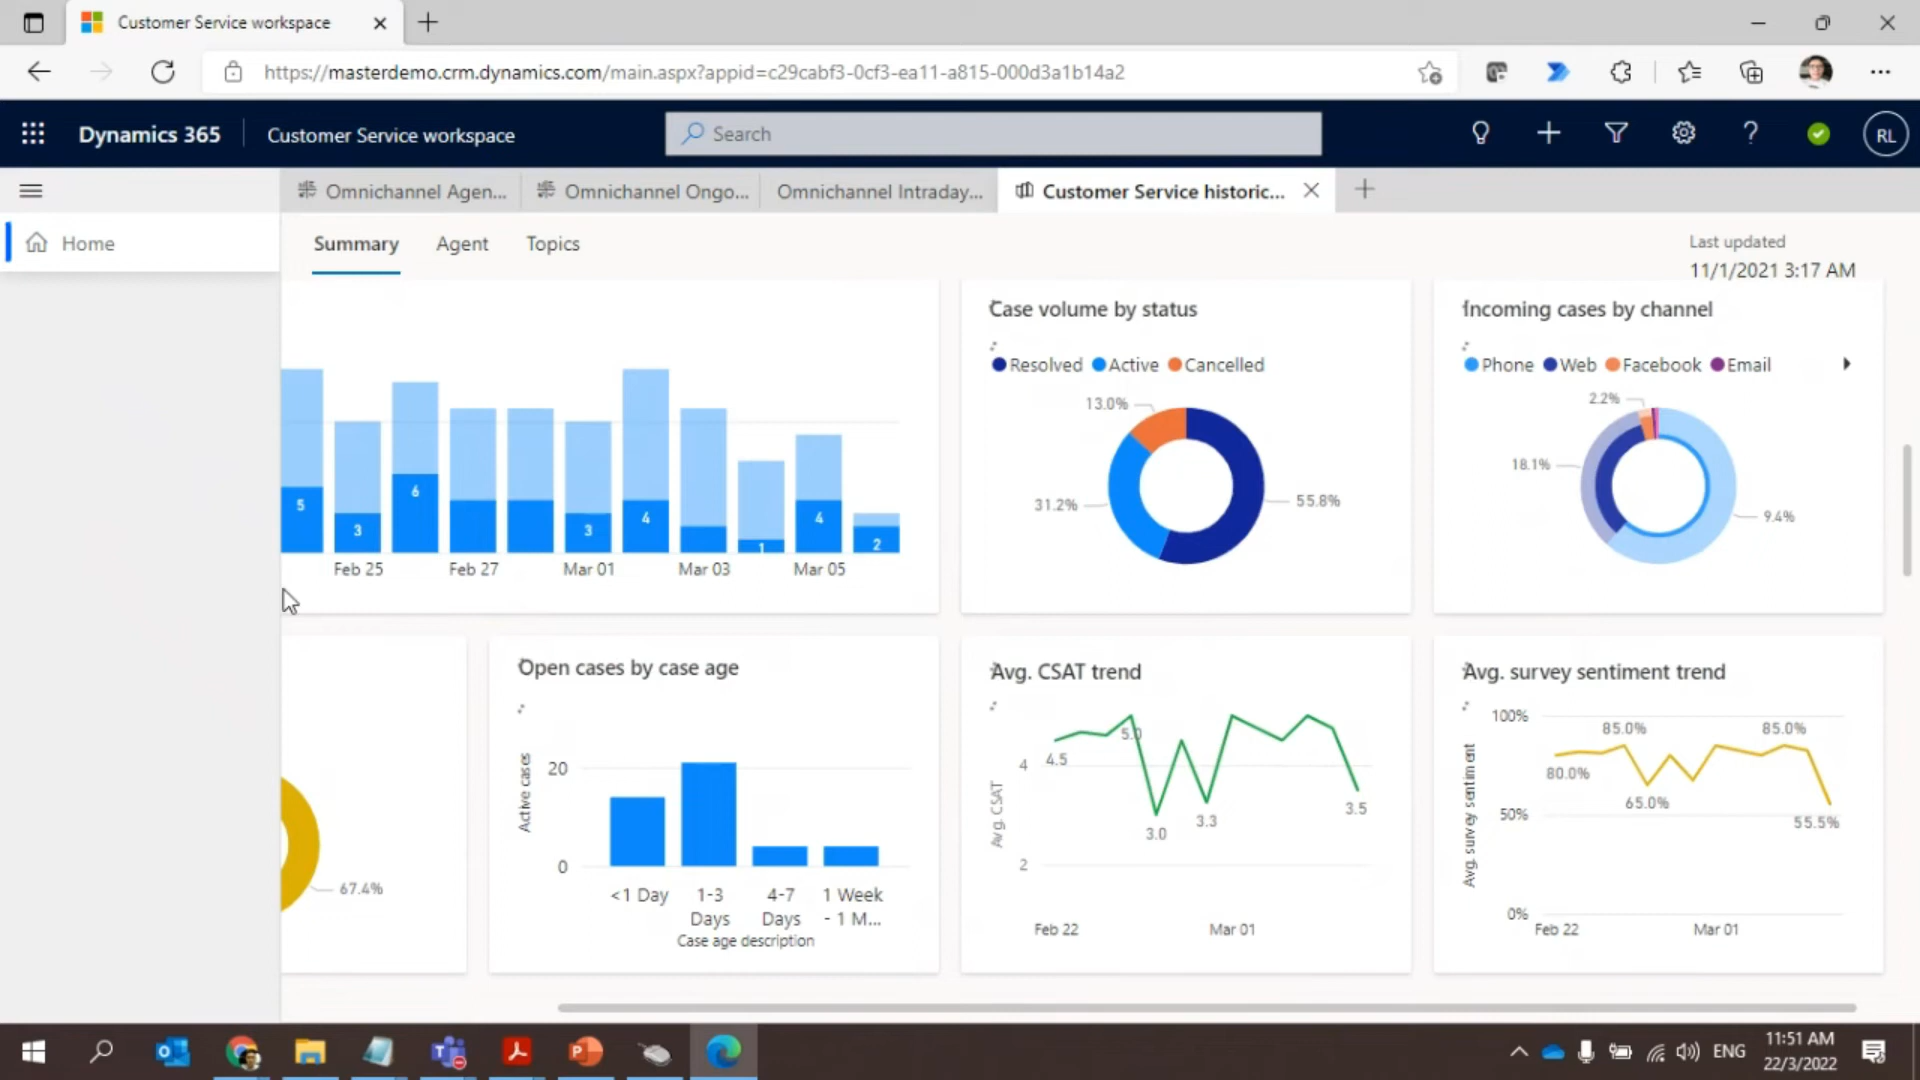 Customer Service workspace
https://masterdemo.crm.dynamics.com/main.aspx?appid=c29cabf3-0cf3-ea11-a815-000d3a1b14a2
Dynamics 365
Customer Service workspace
Search
RL
Omnichannel Agen...
Omnichannel Ongo...
Omnichannel Intraday...
Customer Service historic...
Home
Summary
Agent
Topics
Last updated
11/1/2021 3:17 AM
5
3
6
3
4
1
4
2
Feb 25
Feb 27
Mar 01
Mar 03
Mar 05
Case volume by status
Resolved
Active
Cancelled
13.0%
31.2%
55.8%
Incoming cases by channel
Phone
Web
Facebook
Email
2.2%
18.1%
9.4%
67.4%
Open cases by case age
Active cases
20
0
<1 Day
1-3 Days
4-7 Days
1 Week - 1 M...
Case age description
Avg. CSAT trend
Avg. CSAT
4
2
4.5
5.0
3.0
3.3
3.5
Feb 22
Mar 01
Avg. survey sentiment trend
Avg. survey sentiment
100%
50%
0%
80.0%
85.0%
65.0%
85.0%
55.5%
Feb 22
Mar 01
ENG
11:51 AM
22/3/2022